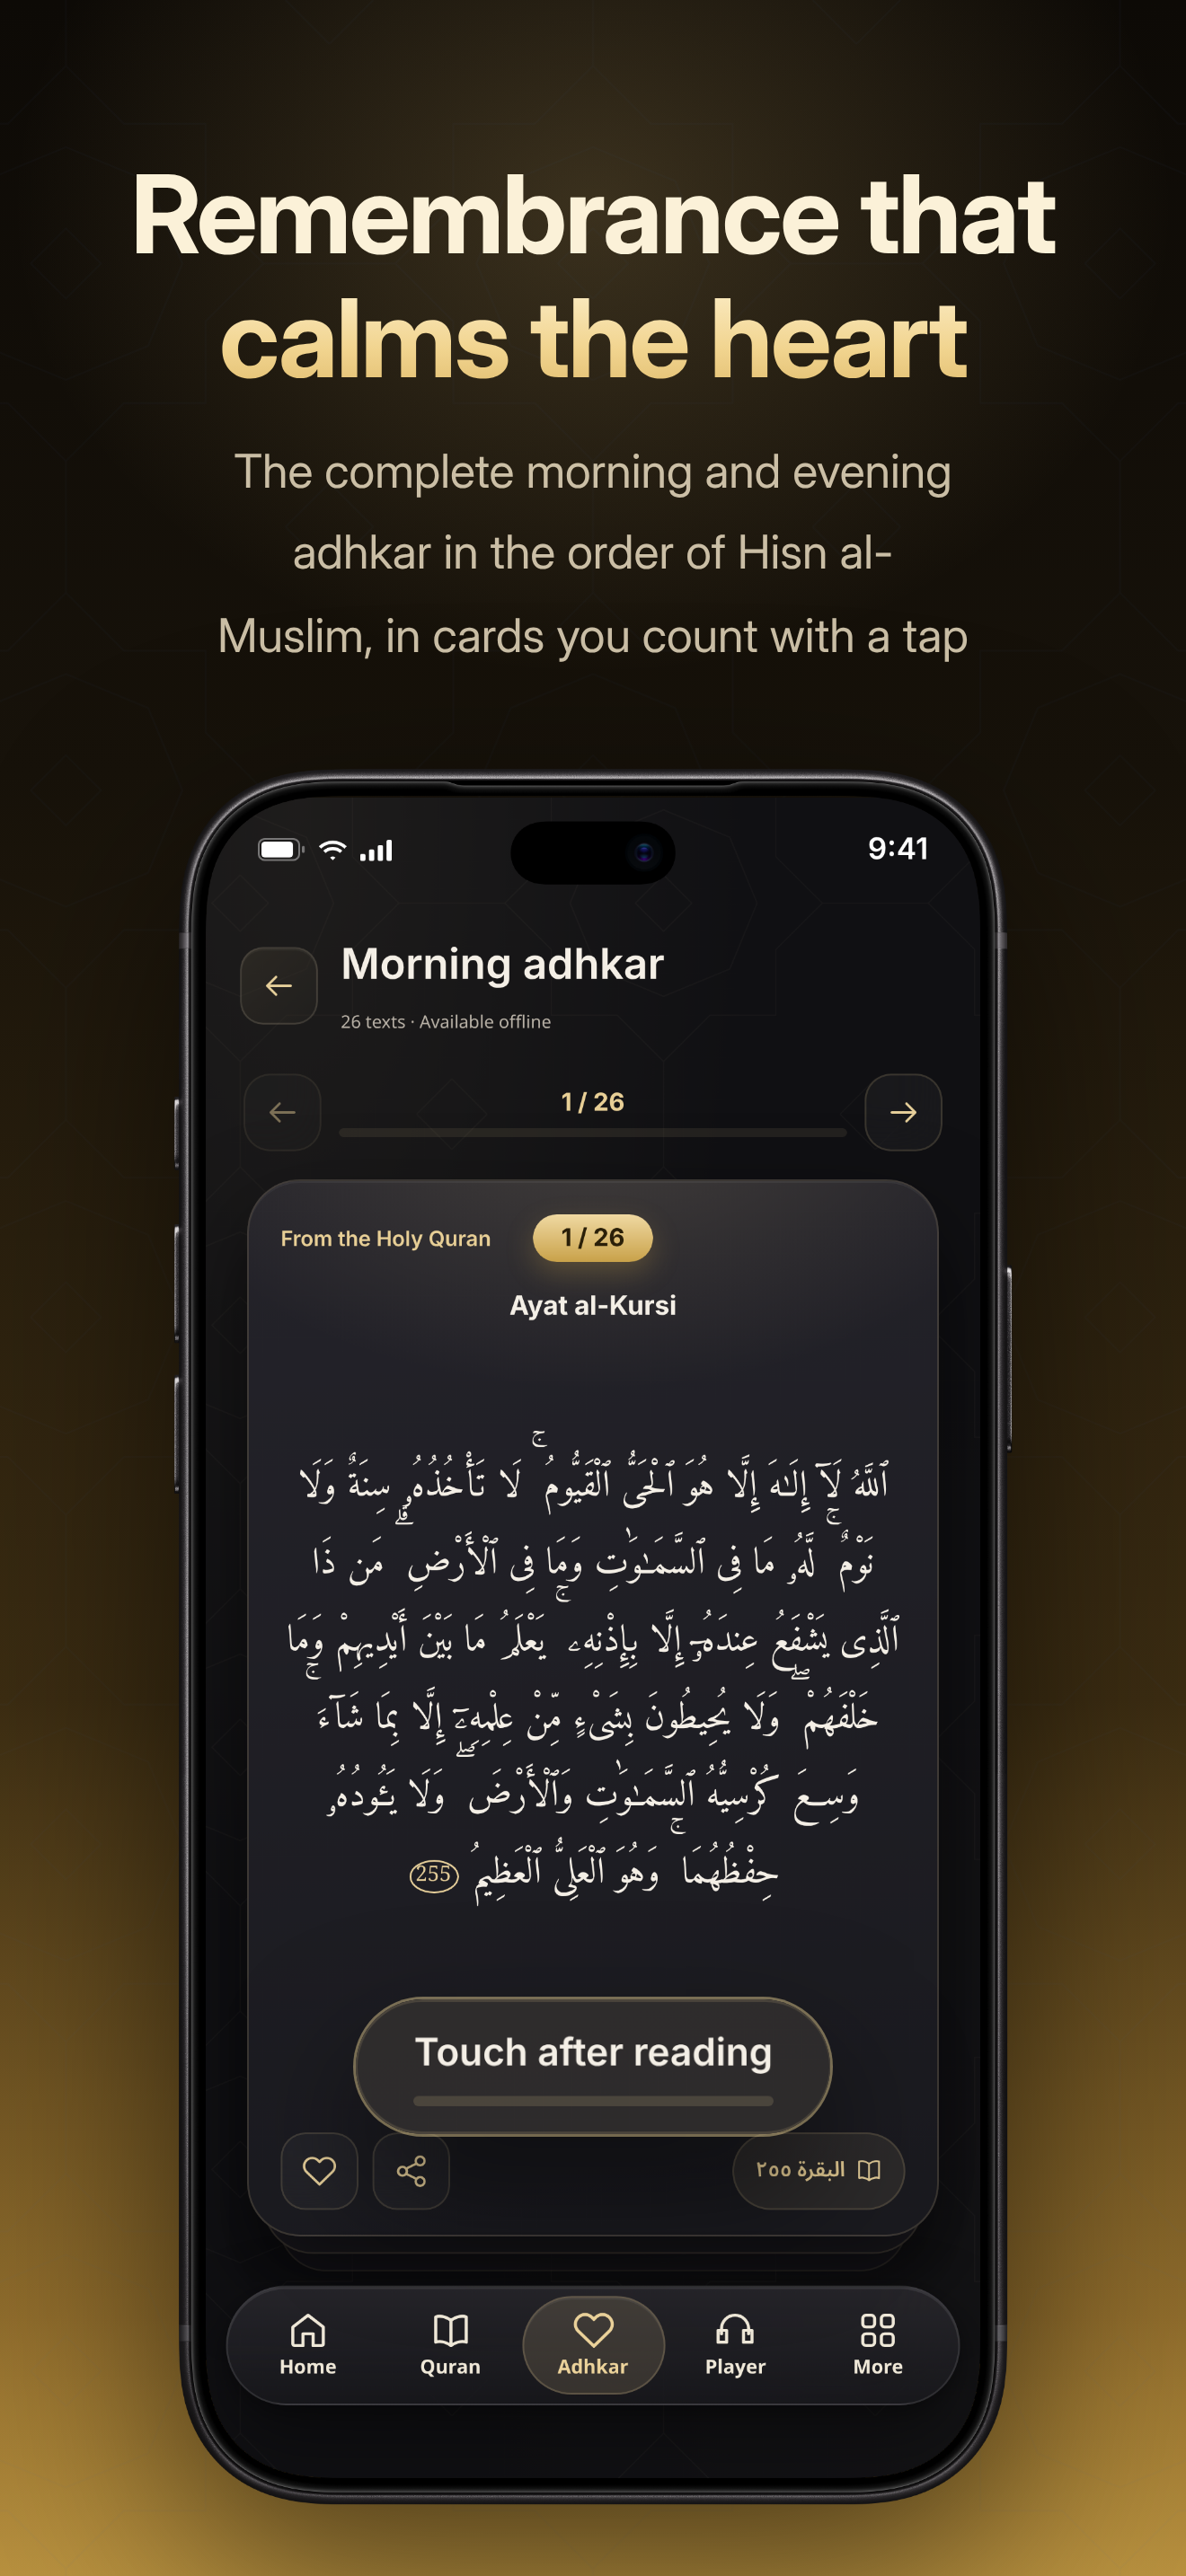 Remembrance that
calms the heart
The complete morning and evening
adhkar in the order of Hisn al-
Muslim, in cards you count with a tap
9:41
Morning adhkar
26 texts · Available offline
1 / 26
From the Holy Quran
1 / 26
Ayat al-Kursi
ٱللَّهُ لَآ إِلَـٰهَ إِلَّا هُوَ ٱلْحَىُّ ٱلْقَيُّومُ ۚ لَا تَأْخُذُهُۥ سِنَةٌ وَلَا
نَوْمٌ ۚ لَّهُۥ مَا فِى ٱلسَّمَـٰوَٰتِ وَمَا فِى ٱلْأَرْضِ ۗ مَن ذَا
ٱلَّذِى يَشْفَعُ عِندَهُۥٓ إِلَّا بِإِذْنِهِۦ ۚ يَعْلَمُ مَا بَيْنَ أَيْدِيهِمْ وَمَا
خَلْفَهُمْ ۖ وَلَا يُحِيطُونَ بِشَىْءٍ مِّنْ عِلْمِهِۦٓ إِلَّا بِمَا شَآءَ ۚ
وَسِعَ كُرْسِيُّهُ ٱلسَّمَـٰوَٰتِ وَٱلْأَرْضَ ۖ وَلَا يَـُٔودُهُۥ
حِفْظُهُمَا ۚ وَهُوَ ٱلْعَلِىُّ ٱلْعَظِيمُ 255
Touch after reading
البقرة ٢٥٥
Home
Quran
Adhkar
Player
More